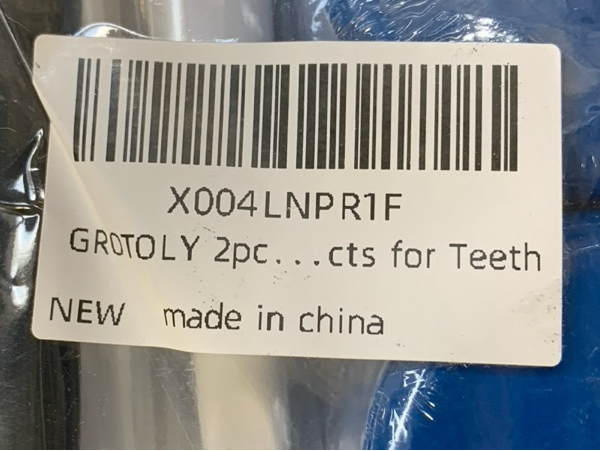 X004LNPR1F
GROTOLY 2pc...cts for Teeth
NEW made in china